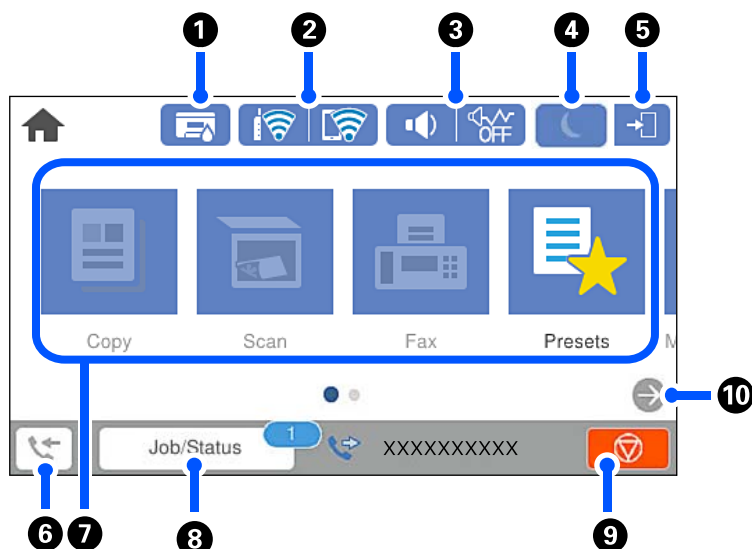 1 2 3 4 5
OFF
Copy Scan Fax Presets M
10
Job/Status 1 XXXXXXXXXX
6 7 8 9